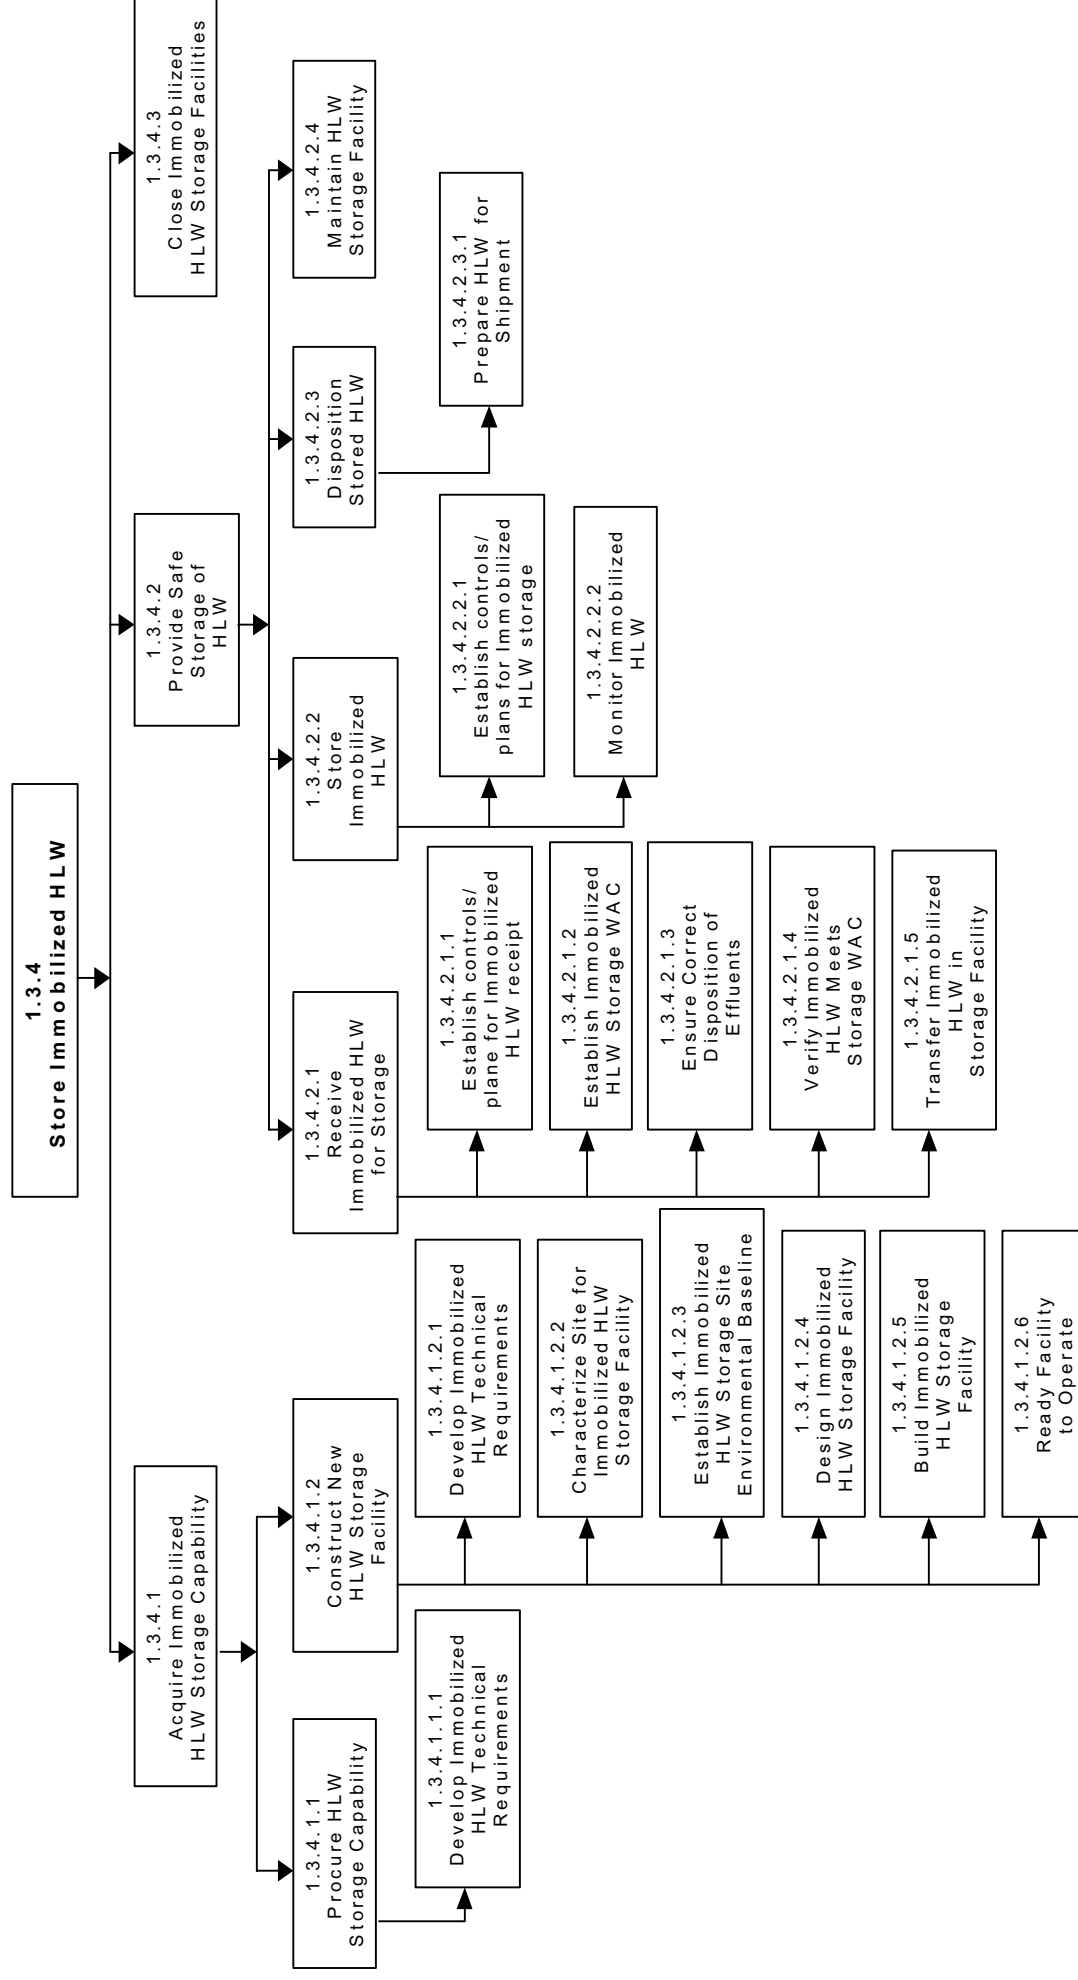 1.3.4
Store Immobilized HLW
1.3.4.1
Acquire Immobilized
HLW Storage Capability
1.3.4.2
Provide Safe
Storage of
HLW
1.3.4.3
Close Immobilized
HLW Storage Facilities
1.3.4.1.1
Procure HLW
Storage Capability
1.3.4.1.2
Construct New
HLW Storage
Facility
1.3.4.2.1
Receive
Immobilized HLW
for Storage
1.3.4.2.2
Store
Immobilized
HLW
1.3.4.2.3
Disposition
Stored HLW
1.3.4.2.4
Maintain HLW
Storage Facility
1.3.4.1.1.1
Develop Immobilized
HLW Technical
Requirements
1.3.4.1.2.1
Develop Immobilized
HLW Technical
Requirements
1.3.4.1.2.2
Characterize Site for
Immobilized HLW
Storage Facility
1.3.4.1.2.3
Establish Immobilized
HLW Storage Site
Environmental Baseline
1.3.4.1.2.4
Design Immobilized
HLW Storage Facility
1.3.4.1.2.5
Build Immobilized
HLW Storage
Facility
1.3.4.1.2.6
Ready Facility
to Operate
1.3.4.2.1.1
Establish controls/
plane for Immobilized
HLW receipt
1.3.4.2.1.2
Establish Immobilized
HLW Storage WAC
1.3.4.2.1.3
Ensure Correct
Disposition of
Effluents
1.3.4.2.1.4
Verify Immobilized
HLW Meets
Storage WAC
1.3.4.2.1.5
Transfer Immobilized
HLW in
Storage Facility
1.3.4.2.2.1
Establish controls/
plans for Immobilized
HLW storage
1.3.4.2.2.2
Monitor Immobilized
HLW
1.3.4.2.3.1
Prepare HLW for
Shipment